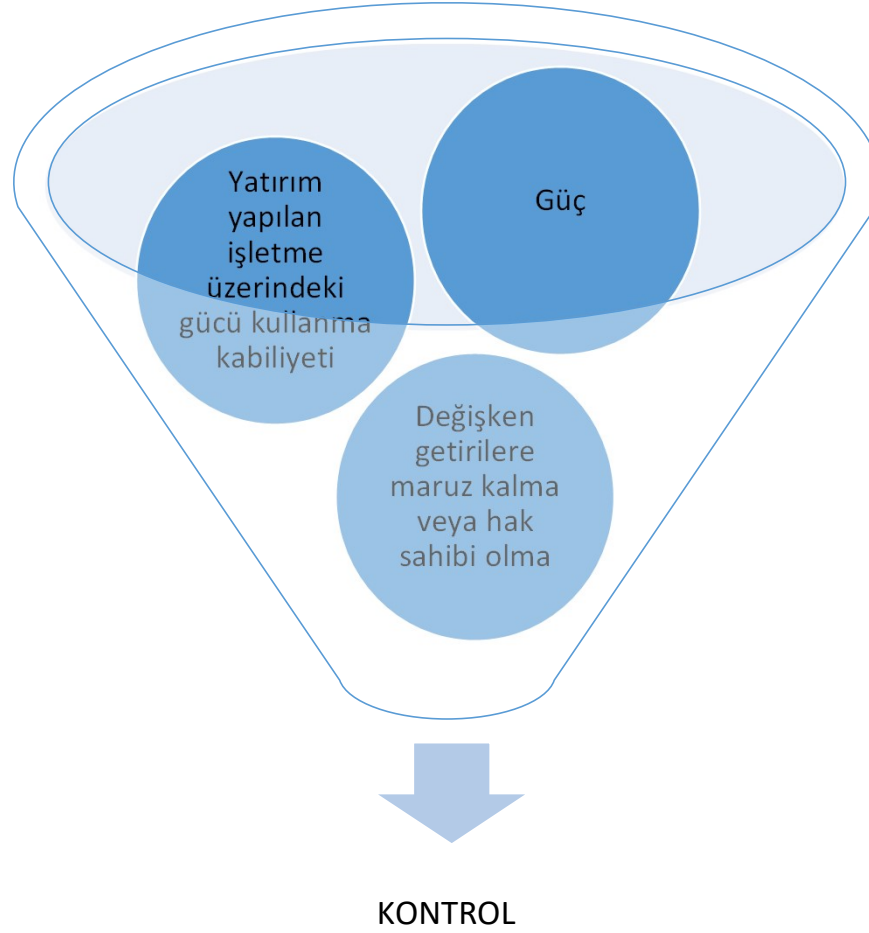 Yatırım
yapılan
işletme
üzerindeki
gücü kullanma
kabiliyeti
Güç
Değişken
getirilere
maruz kalma
veya hak
sahibi olma
KONTROL